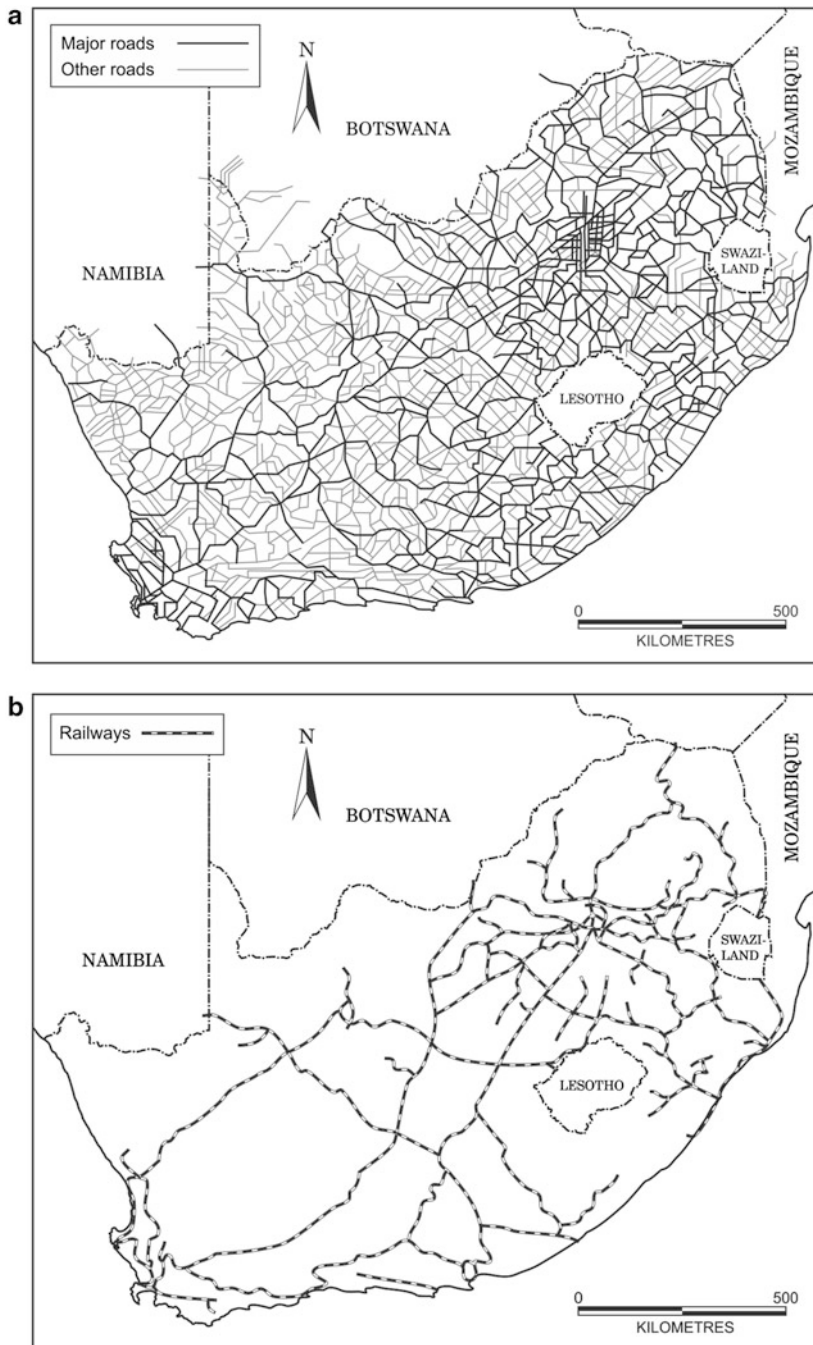 a
Major roads
Other roads
N
BOTSWANA
MOZAMBIQUE
NAMIBIA
SWAZI-
LAND
LESOTHO
0 500
KILOMETRES
b
Railways
N
BOTSWANA
MOZAMBIQUE
NAMIBIA
SWAZI-
LAND
LESOTHO
0 500
KILOMETRES